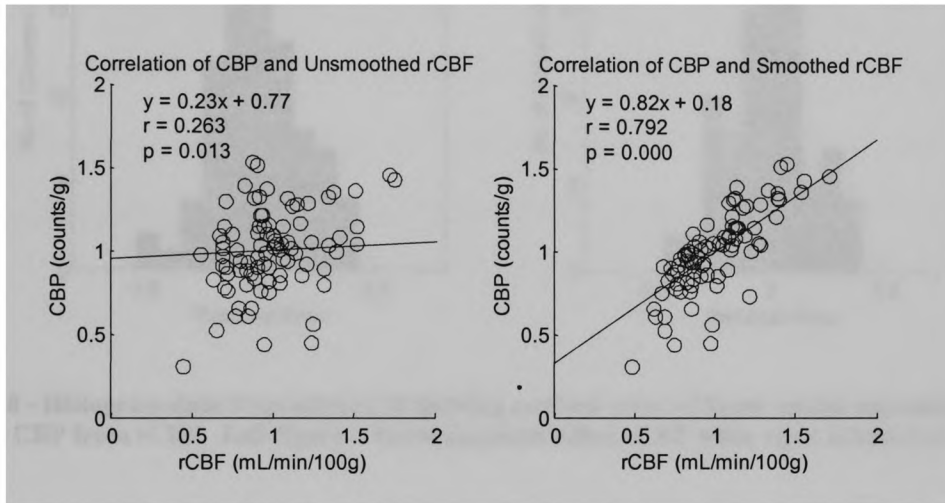 Correlation of CBP and Unsmoothed rCBF
y = 0.23x + 0.77
r = 0.263
p = 0.013
2
1.5
1
0.5
0
CBP (counts/g)
0 0.5 1 1.5 2
rCBF (mL/min/100g)
Correlation of CBP and Smoothed rCBF
y = 0.82x + 0.18
r = 0.792
p = 0.000
2
1.5
1
0.5
0
CBP (counts/g)
0.5 1 1.5 2
rCBF (mL/min/100g)